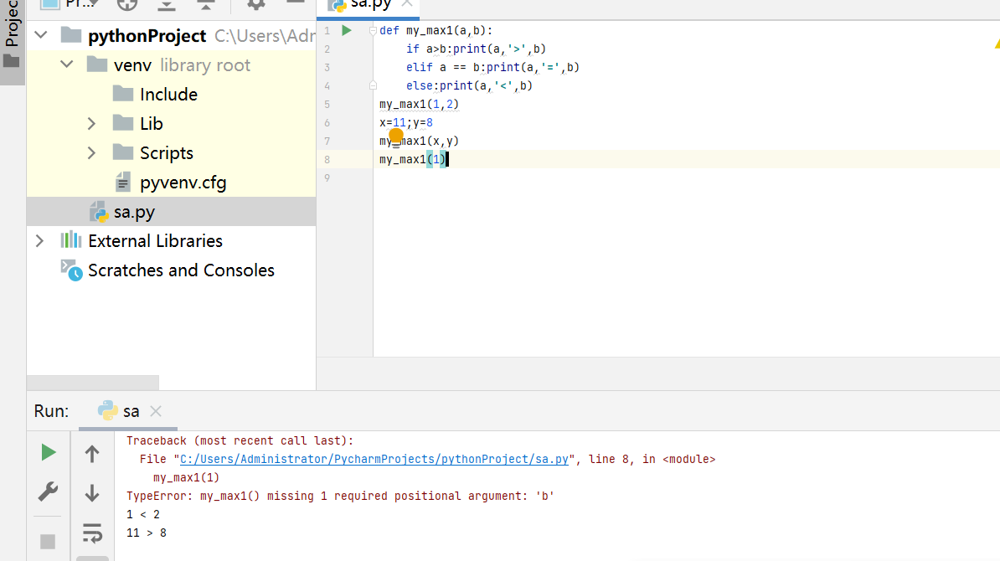 Project
Pr...
sa.py
pythonProject C:\Users\Adr
venv library root
Include
Lib
Scripts
pyvenv.cfg
sa.py
External Libraries
Scratches and Consoles
1 def my_max1(a,b):
2 if a>b:print(a,'>',b)
3 elif a == b:print(a,'=',b)
4 else:print(a,'<',b)
5 my_max1(1,2)
6 x=11;y=8
7 my_max1(x,y)
8 my_max1(1)
9
Run: sa
Traceback (most recent call last):
File "C:/Users/Administrator/PycharmProjects/pythonProject/sa.py", line 8, in <module>
my_max1(1)
TypeError: my_max1() missing 1 required positional argument: 'b'
1 < 2
11 > 8